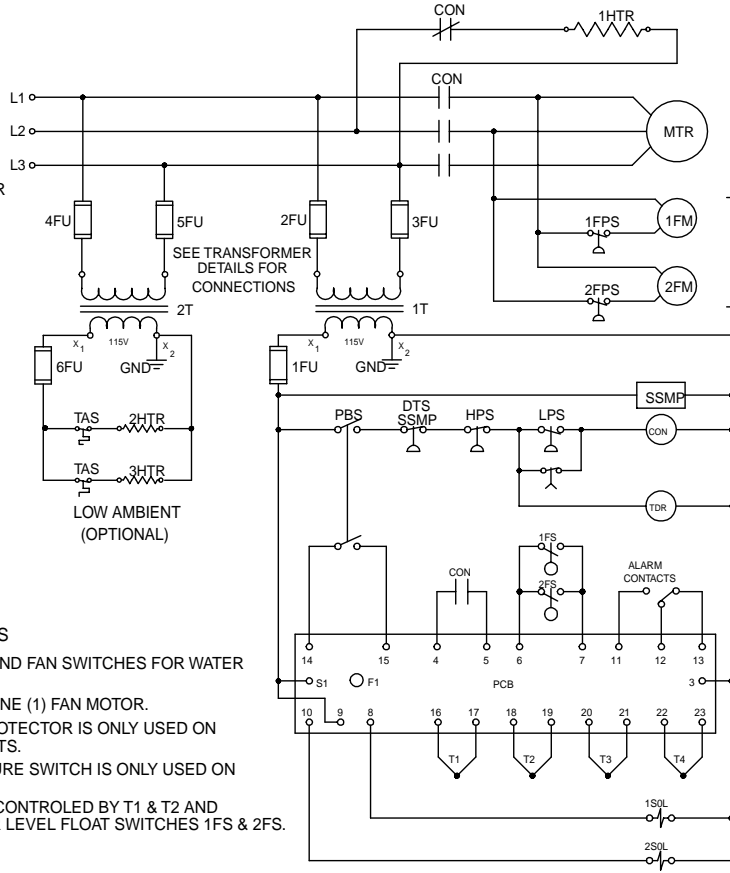 CON
1HTR
L1
CON
L2
MTR
L3
R
4FU
5FU
2FU
3FU
1FPS
1FM
SEE TRANSFORMER
DETAILS FOR
CONNECTIONS
2FPS
2FM
2T
1T
X1
115V
X2
X1
115V
X2
6FU
GND
1FU
GND
SSMP
TAS
2HTR
PBS
DTS
SSMP
HPS
LPS
CON
TAS
3HTR
TDR
LOW AMBIENT
(OPTIONAL)
1FS
CON
2FS
ALARM
CONTACTS
S
ND FAN SWITCHES FOR WATER
NE (1) FAN MOTOR.
OTECTOR IS ONLY USED ON
TS.
URE SWITCH IS ONLY USED ON
CONTROLED BY T1 & T2 AND
LEVEL FLOAT SWITCHES 1FS & 2FS.
14
15
4
5
6
7
11
12
13
S1
F1
PCB
3
10
9
8
16
17
18
19
20
21
22
23
T1
T2
T3
T4
1S0L
2S0L